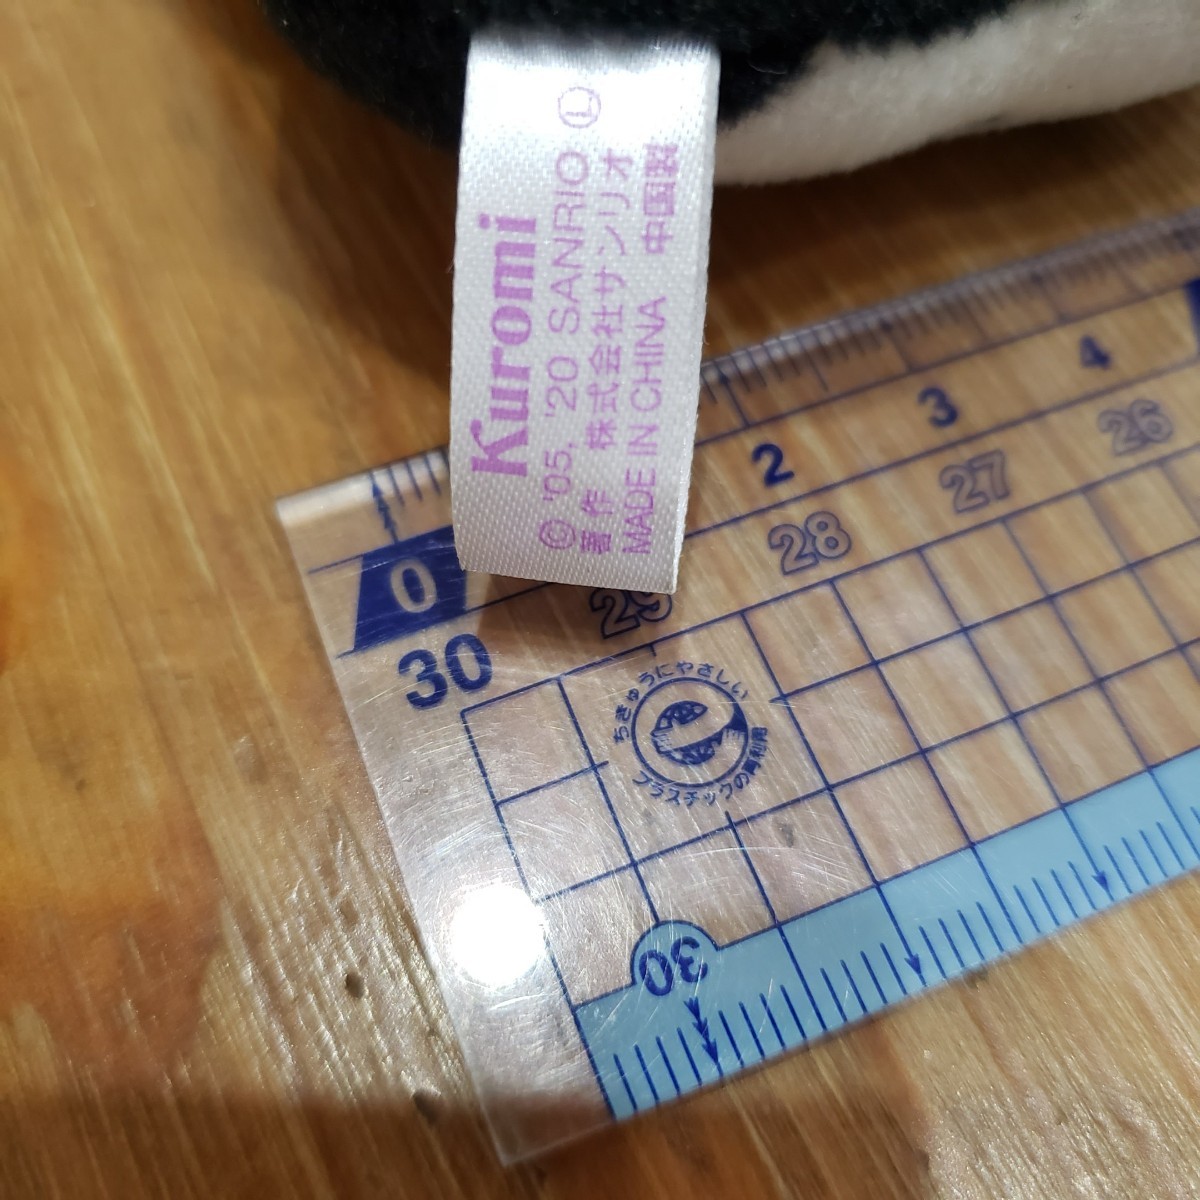 Kuromi
© '05, '20 SANRIO Ⓛ
著作 株式会社サンリオ
MADE IN CHINA 中国製
0
2
3
4
30
29
28
27
26
ちきゅうにやさしい
プラスチックの再利用
30